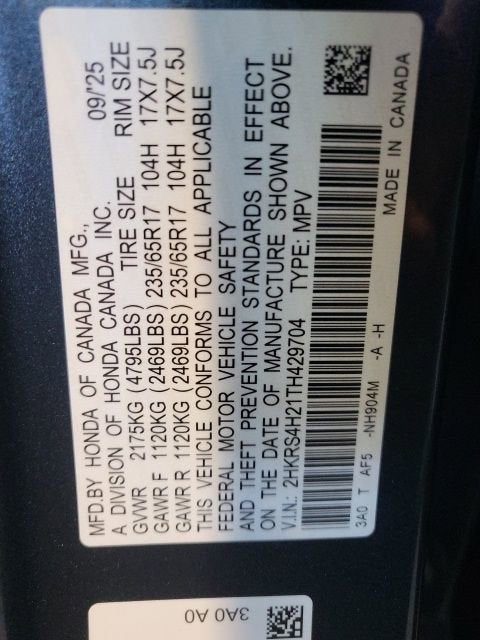 MFD.BY HONDA OF CANADA MFG.,  09/'25
A DIVISION OF HONDA CANADA INC.
GVWR 2175KG (4795LBS) TIRE SIZE RIM SIZE
GAWR F 1120KG (2469LBS) 235/65R17 104H 17X7.5J
GAWR R 1120KG (2469LBS) 235/65R17 104H 17X7.5J
THIS VEHICLE CONFORMS TO ALL APPLICABLE
FEDERAL MOTOR VEHICLE SAFETY
AND THEFT PREVENTION STANDARDS IN EFFECT
ON THE DATE OF MANUFACTURE SHOWN ABOVE.
V.I.N.: 2HKRS4H21TH429704 TYPE: MPV
3A0 T AF5 -NH904M -A -H
MADE IN CANADA
3A0 A0